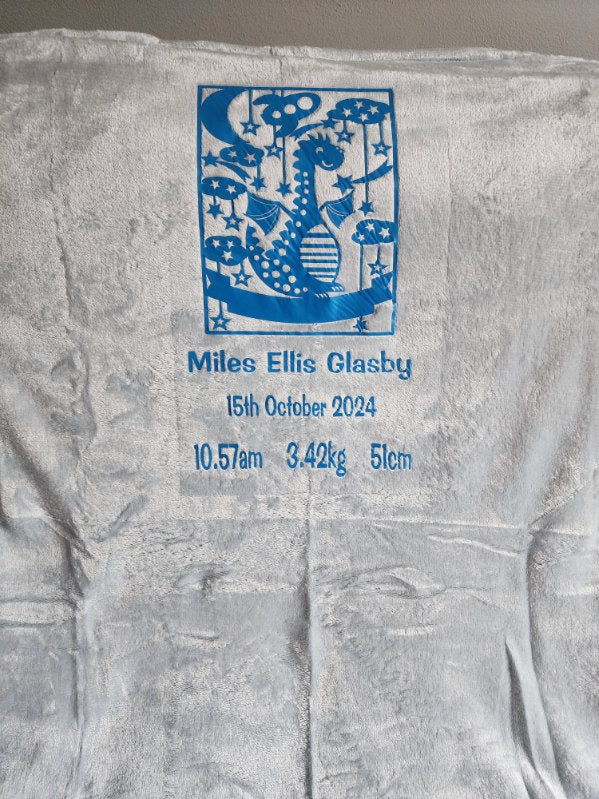 Miles Ellis Glasby
15th October 2024
10.57am 3.42kg 51cm